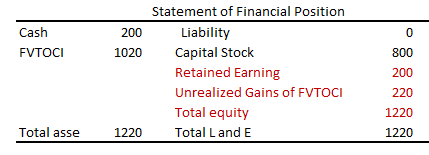 Statement of Financial Position
Cash 200 Liability 0
FVTOCI 1020 Capital Stock 800
Retained Earning 200
Unrealized Gains of FVTOCI 220
Total equity 1220
Total asse 1220 Total L and E 1220